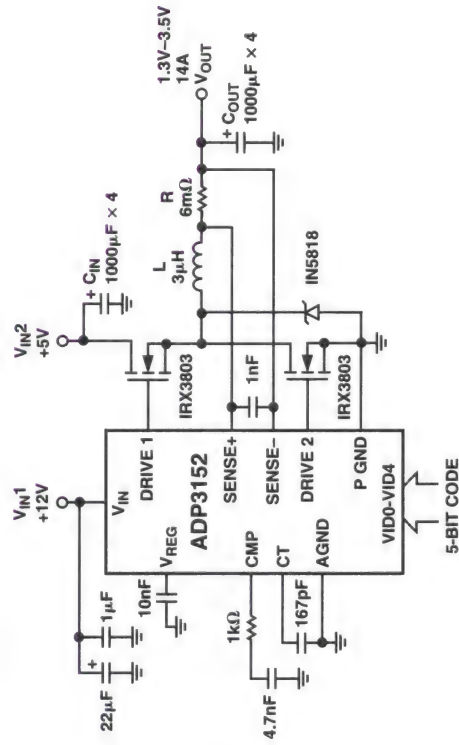 VIN1
+12V
22µF
+
1µF
VIN2
+5V
+ CIN
1000µF × 4
VIN
VREG
10nF
DRIVE 1
IRX3803
ADP3152
SENSE+
SENSE–
1nF
L
3µH
R
6mΩ
1.3V–3.5V
14A
VOUT
+ COUT
1000µF × 4
1kΩ
CMP
4.7nF
CT
167pF
AGND
DRIVE 2
IRX3803
IN5818
P GND
VID0-VID4
5-BIT CODE